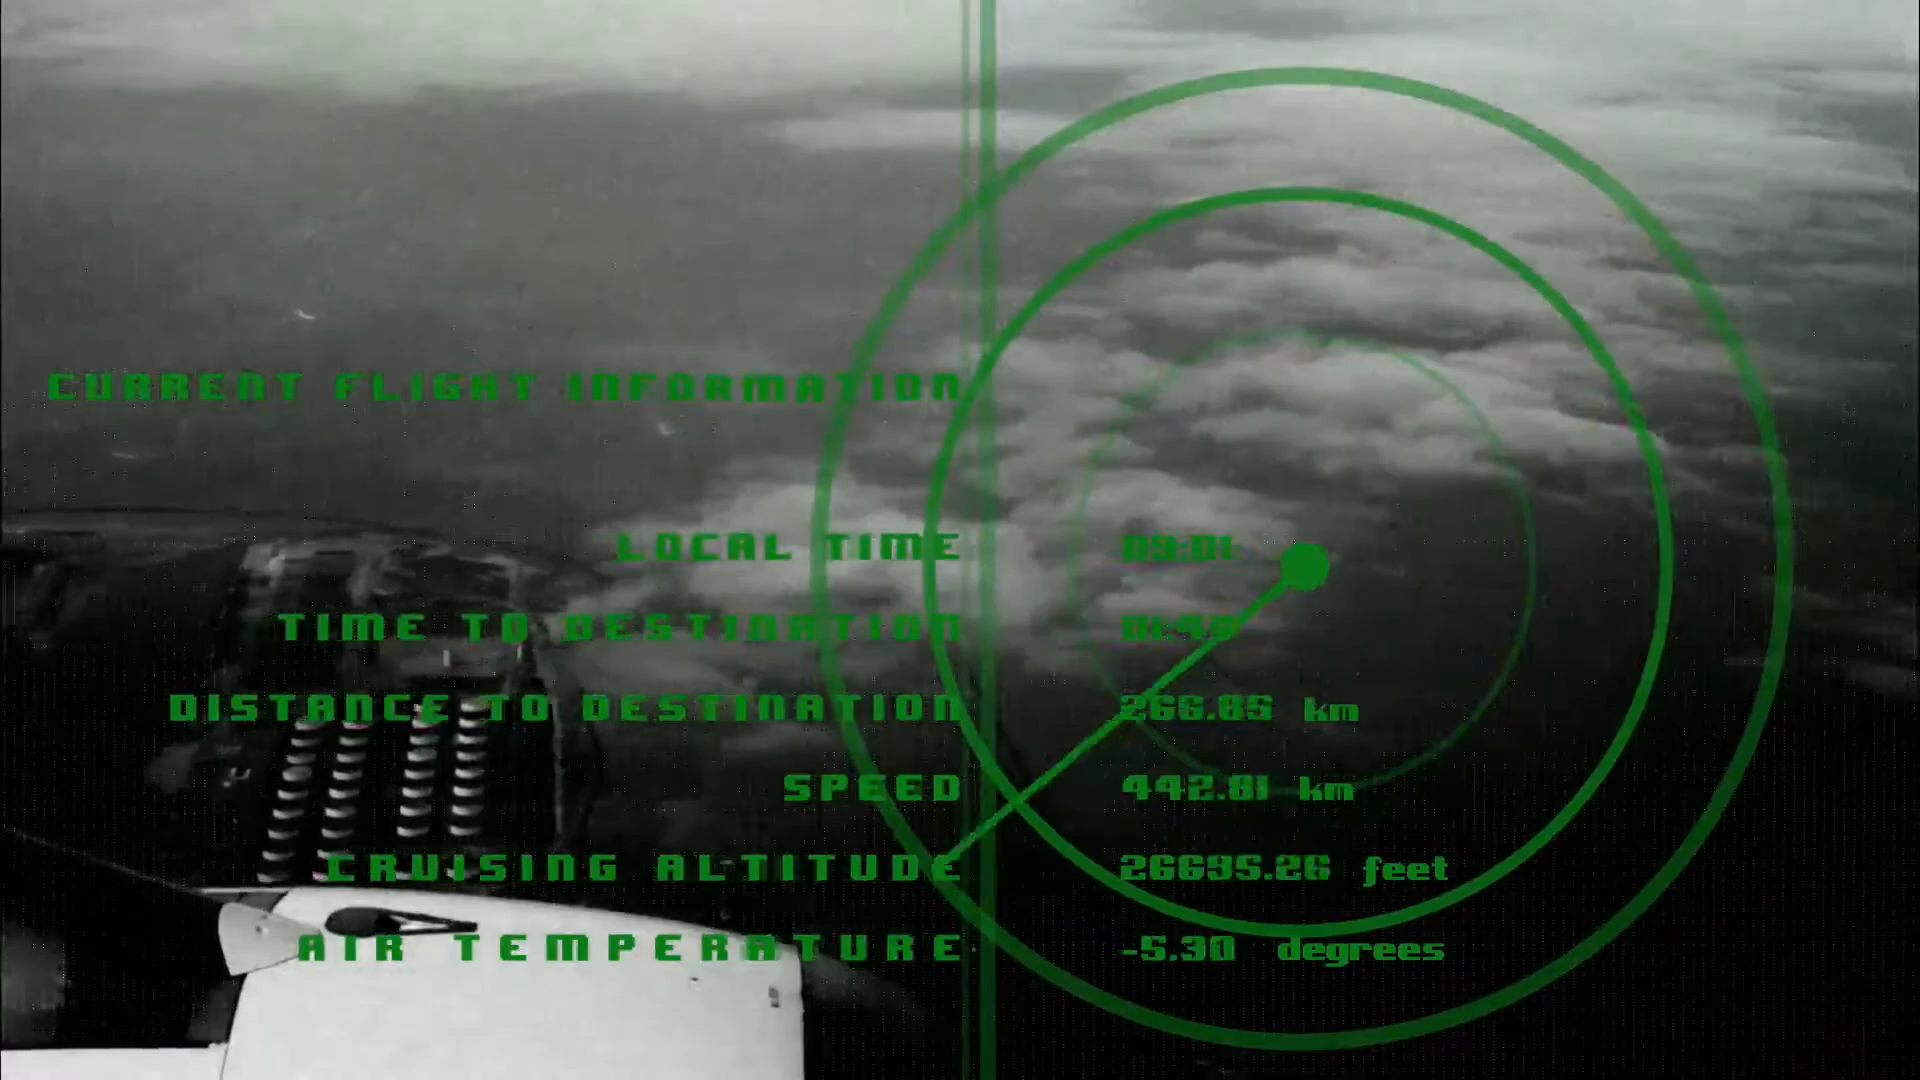 CURRENT FLIGHT INFORMATION
LOCAL TIME 09:01
TIME TO DESTINATION
DISTANCE TO DESTINATION 266.85 km
SPEED 442.81 km
CRUISING ALTITUDE 26635.26 feet
AIR TEMPERATURE -5.30 degrees